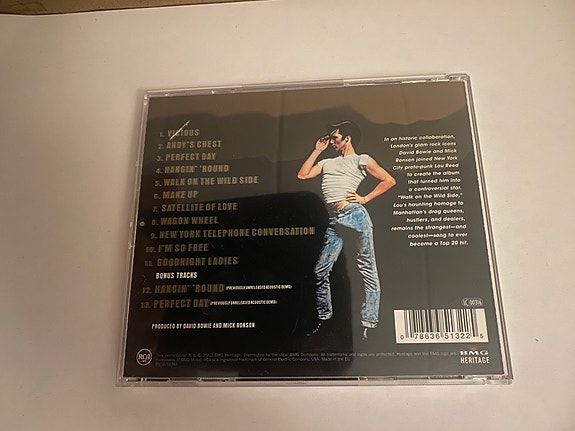 1. VICIOUS
2. ANDY'S CHEST
3. PERFECT DAY
4. HANGIN' 'ROUND
5. WALK ON THE WILD SIDE
6. MAKE UP
7. SATELLITE OF LOVE
8. WAGON WHEEL
9. NEW YORK TELEPHONE CONVERSATION
10. I'M SO FREE
11. GOODNIGHT LADIES
BONUS TRACKS
12. HANGIN' 'ROUND (PREVIOUSLY UNRELEASED ACOUSTIC DEMO)
13. PERFECT DAY (PREVIOUSLY UNRELEASED ACOUSTIC DEMO)
PRODUCED BY DAVID BOWIE AND MICK RONSON
In an historic collaboration,
London's glam rock icons
David Bowie and Mick
Ronson joined New York
City proto-punk Lou Reed
to create the album
that turned him into
a controversial star.
"Walk on the Wild Side,"
Lou's haunting homage to
Manhattan's drag queens,
hustlers, and dealers,
remains the strangest—and
coolest—song to ever
become a Top 20 hit.
0 78636 51322 5
RCA
BMG
HERITAGE